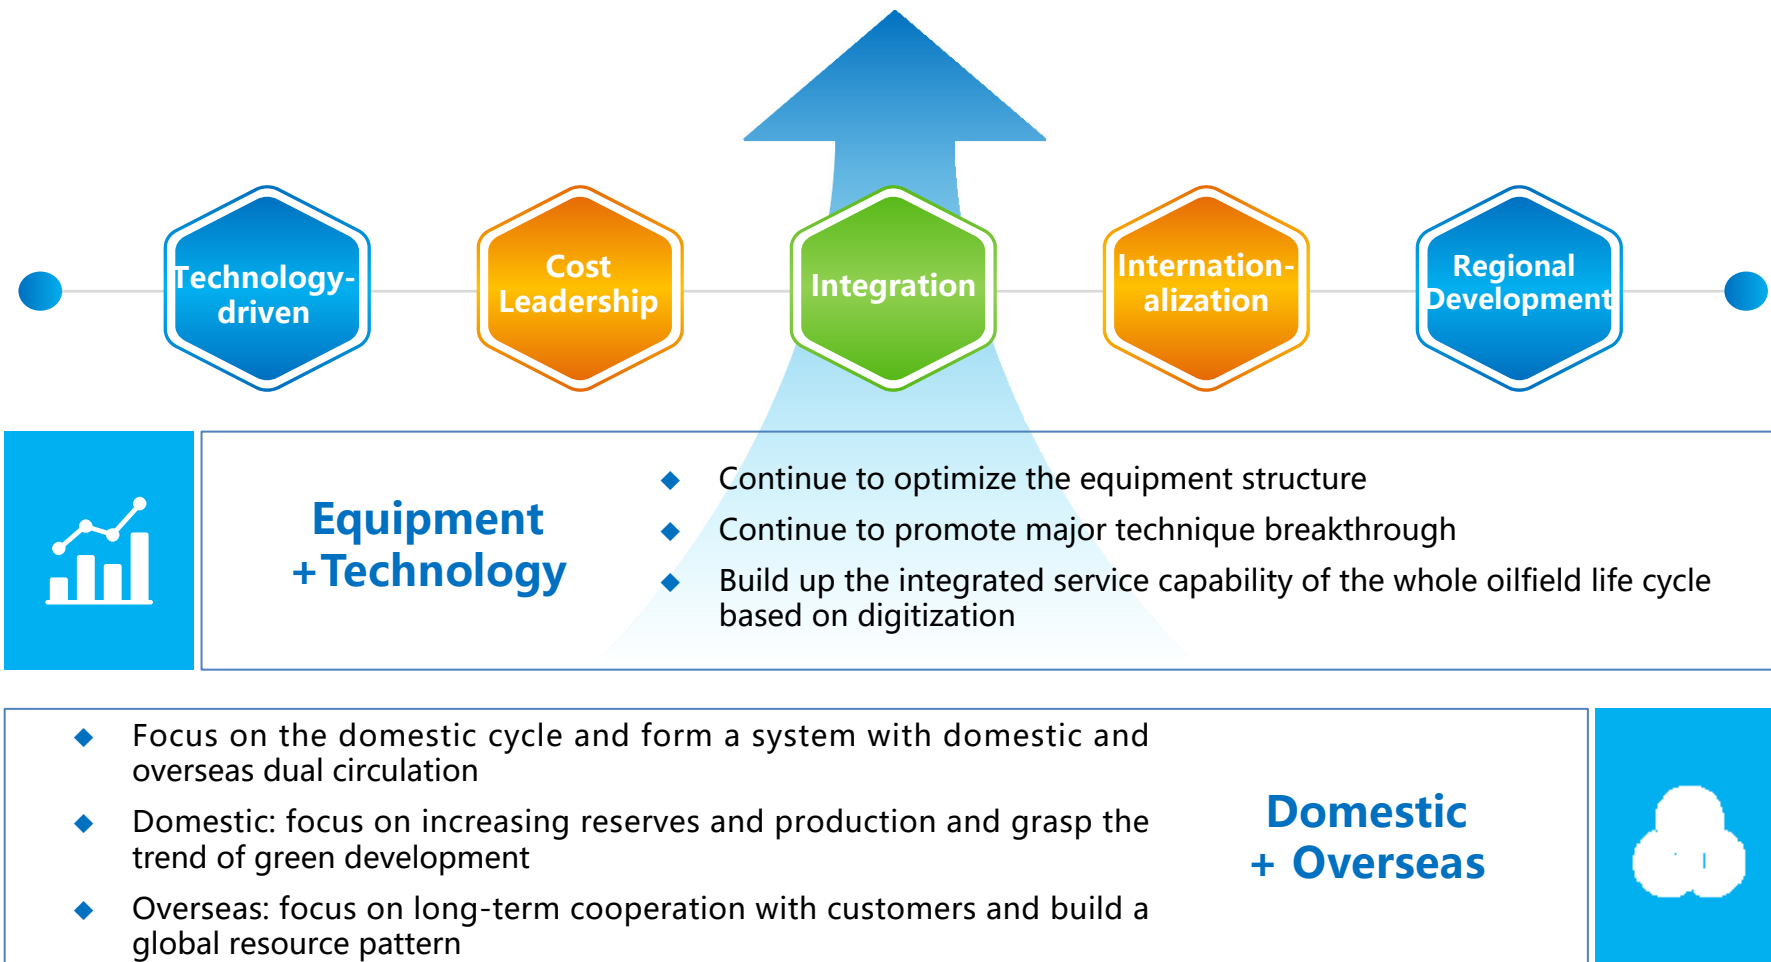 Technology-
driven
Cost
Leadership
Integration
Internation-
alization
Regional
Development
Equipment
+Technology
◆ Continue to optimize the equipment structure
◆ Continue to promote major technique breakthrough
◆ Build up the integrated service capability of the whole oilfield life cycle
based on digitization
◆ Focus on the domestic cycle and form a system with domestic and
overseas dual circulation
◆ Domestic: focus on increasing reserves and production and grasp the
trend of green development
◆ Overseas: focus on long-term cooperation with customers and build a
global resource pattern
Domestic
+ Overseas